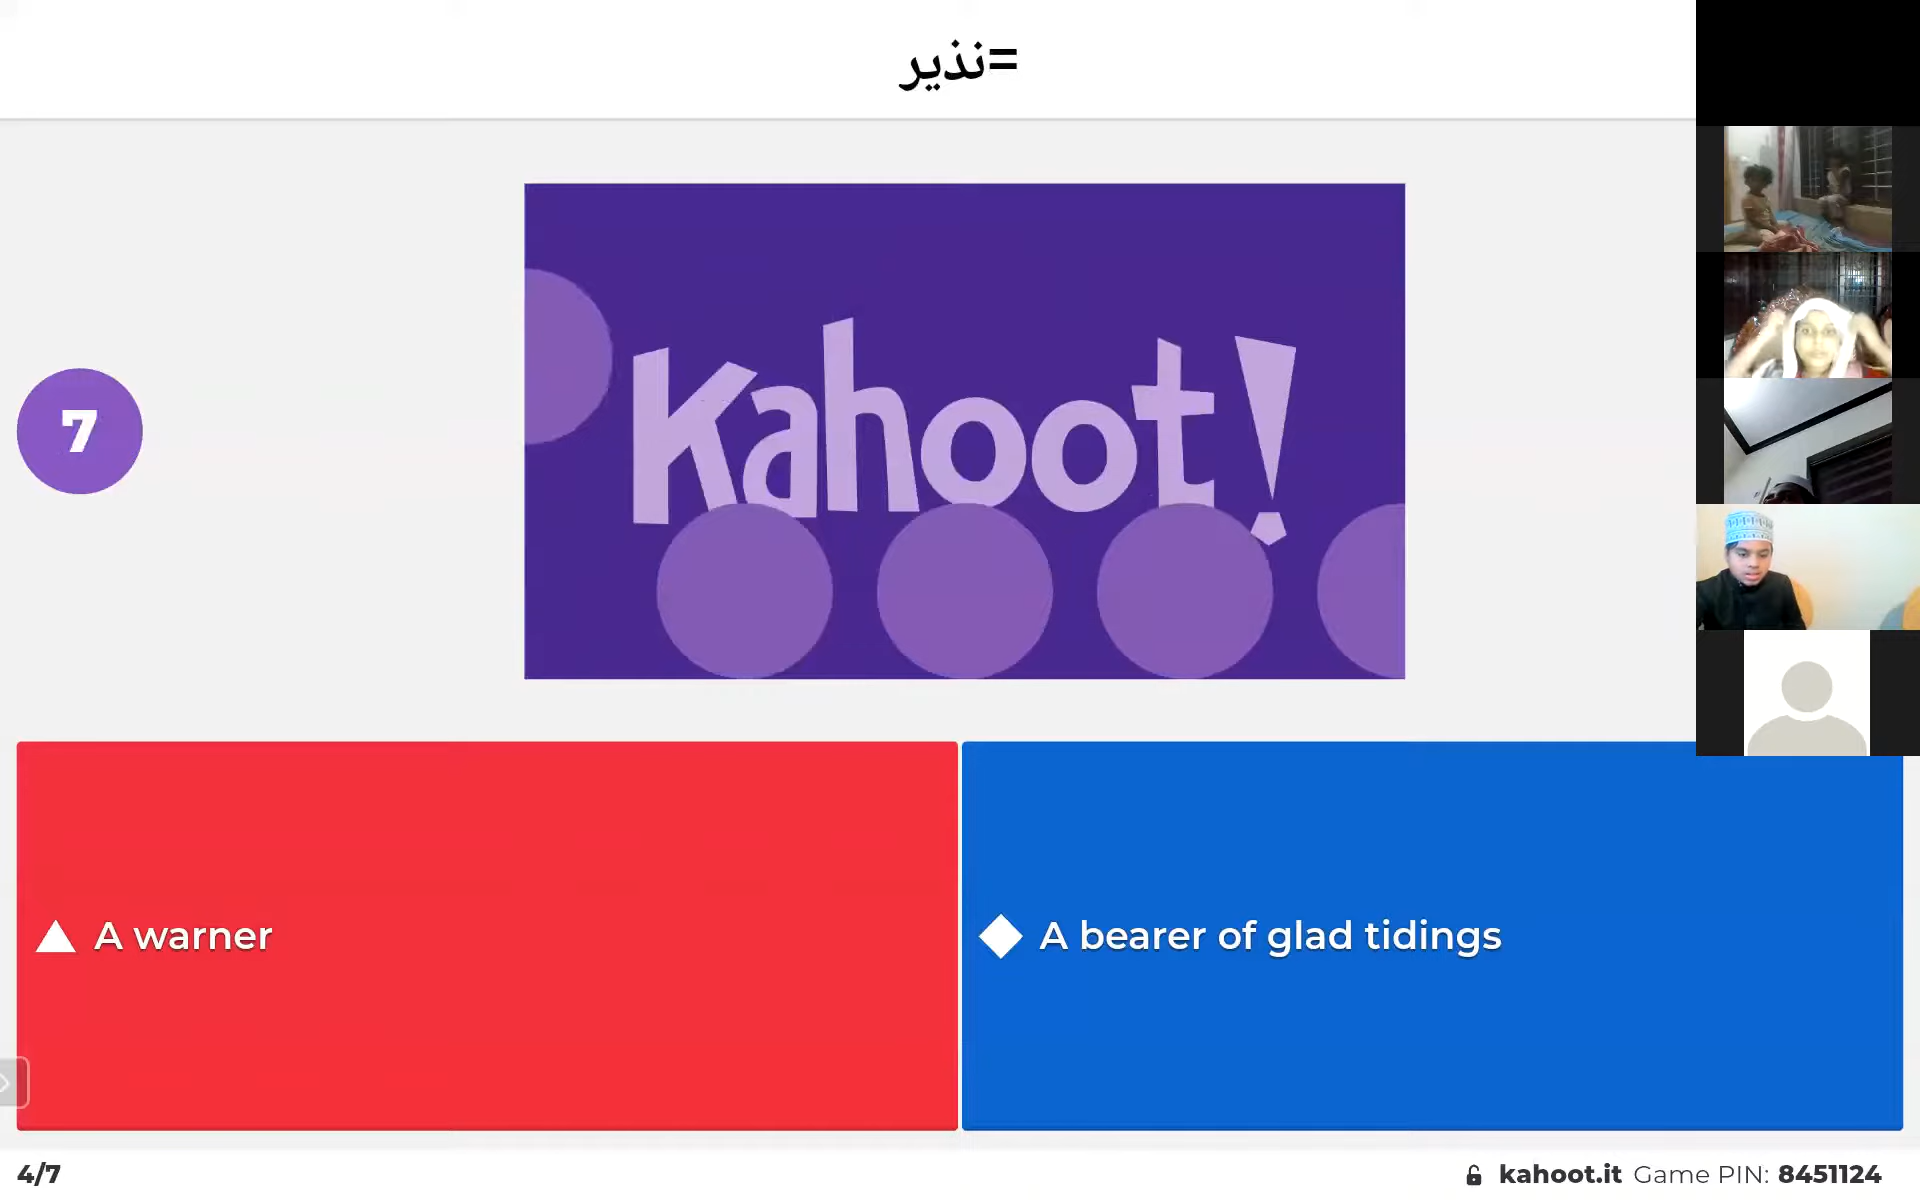 نذير=
7
Kahoot!
A warner
A bearer of glad tidings
4/7
kahoot.it Game PIN: 8451124